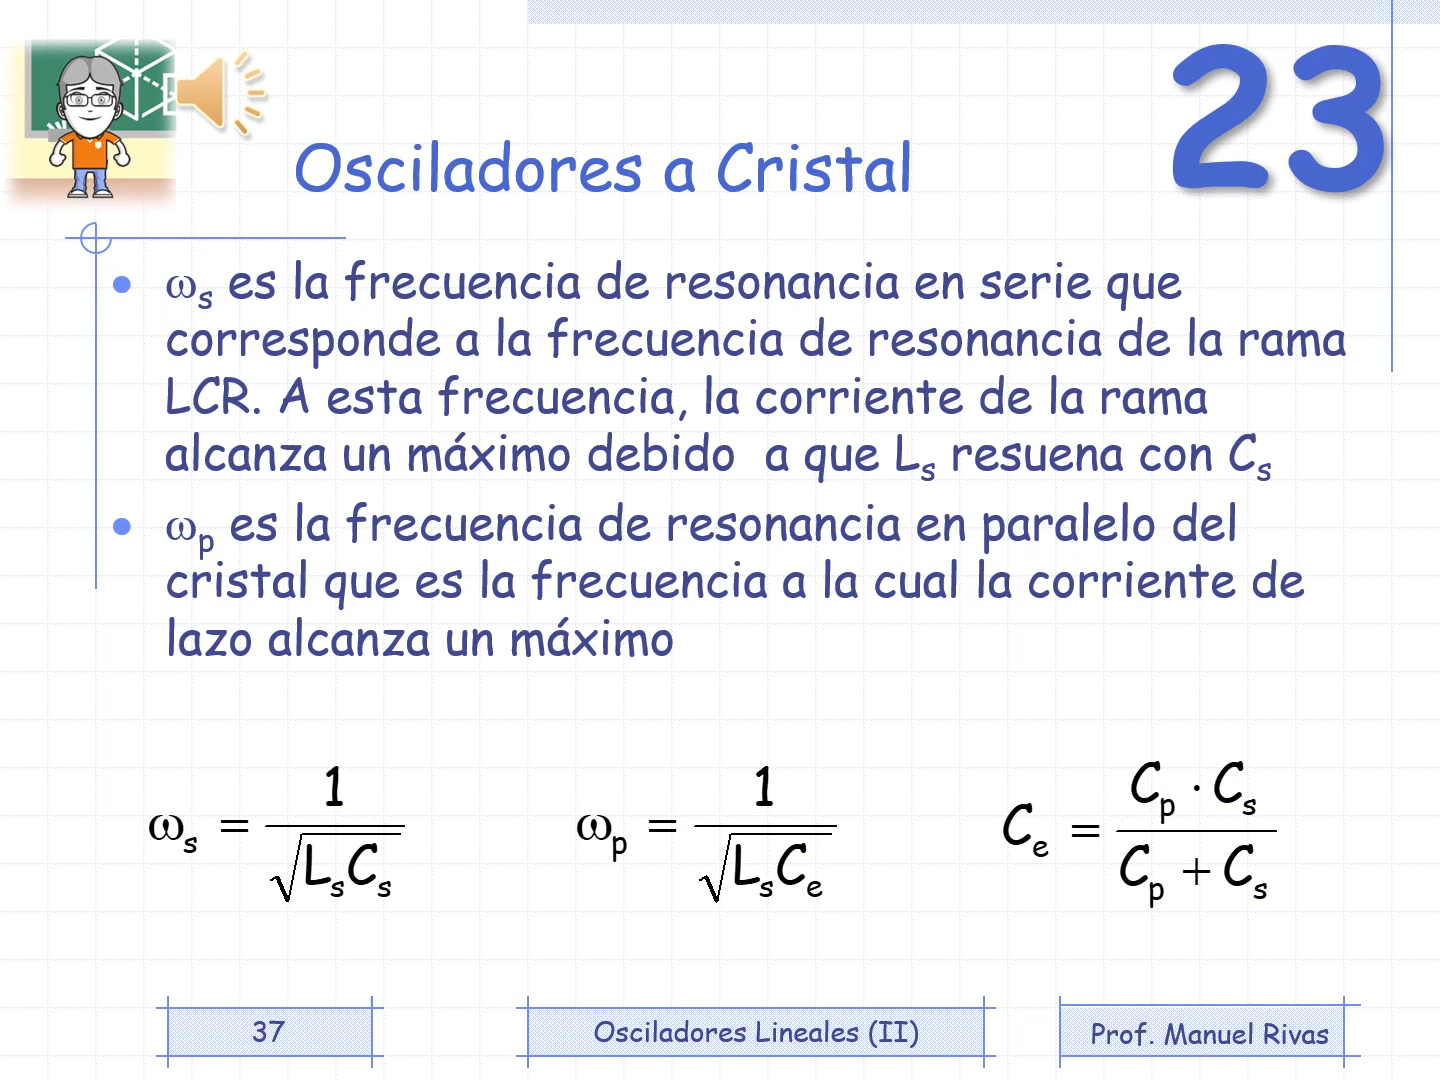 23
Osciladores a Cristal
• ωs es la frecuencia de resonancia en serie que
corresponde a la frecuencia de resonancia de la rama
LCR. A esta frecuencia, la corriente de la rama
alcanza un máximo debido  a que Ls resuena con Cs
• ωp es la frecuencia de resonancia en paralelo del
cristal que es la frecuencia a la cual la corriente de
lazo alcanza un máximo
ωs = 1 / √(LsCs)
ωp = 1 / √(LsCe)
Ce = Cp · Cs / Cp + Cs
37
Osciladores Lineales (II)
Prof. Manuel Rivas